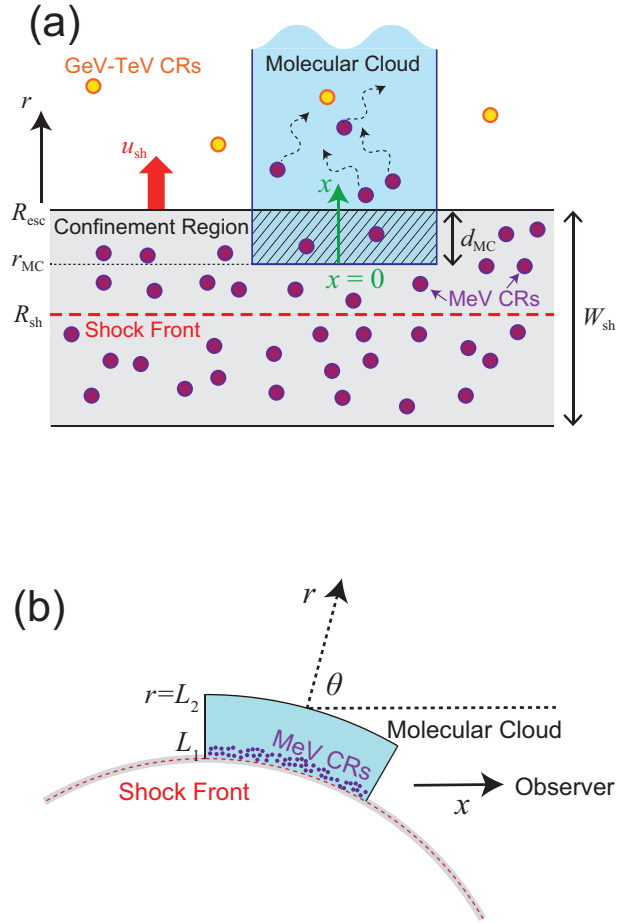 (a)
GeV-TeV CRs
Molecular Cloud
r
u_sh
x
R_esc
Confinement Region
d_MC
r_MC
x = 0
MeV CRs
R_sh
Shock Front
W_sh
(b)
r
θ
r=L_2
Molecular Cloud
L_1
MeV CRs
Shock Front
Observer
x